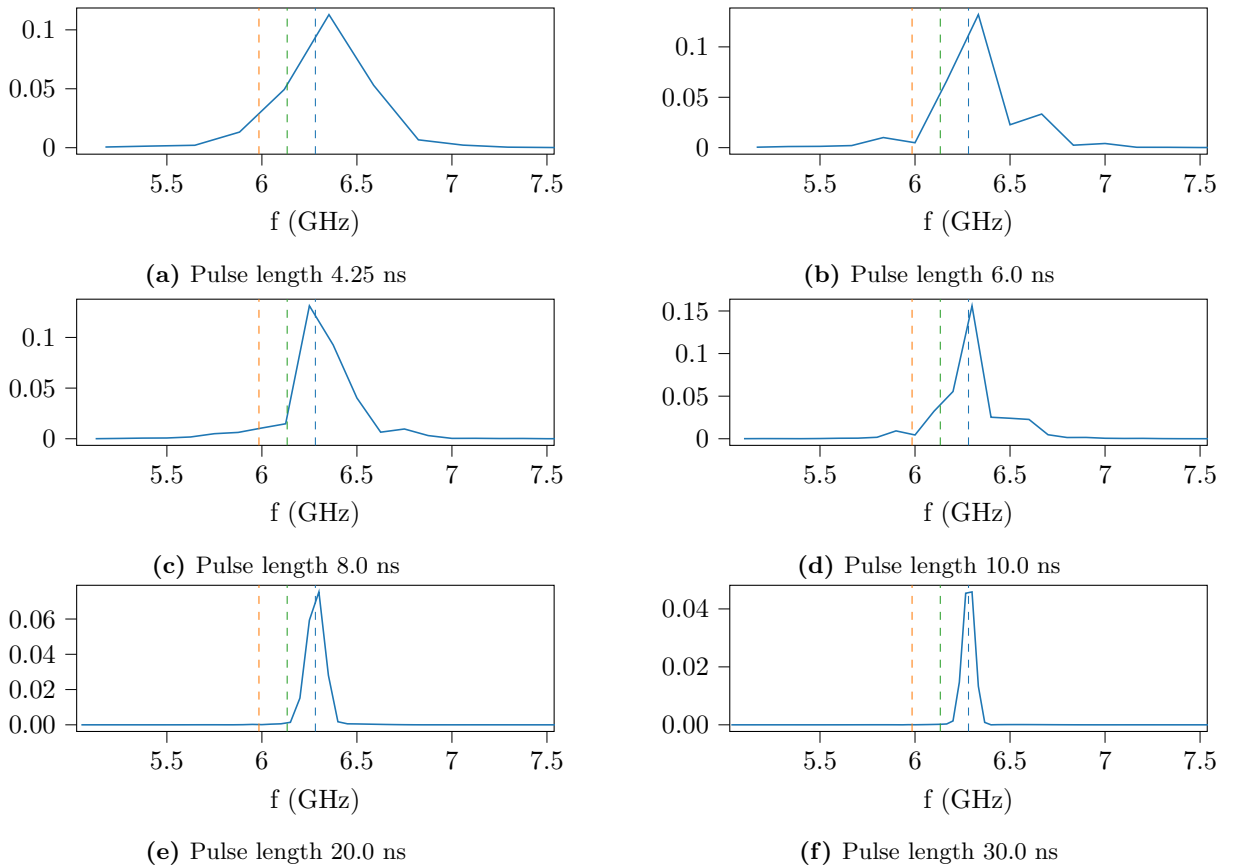 0.1
0.05
0
5.5 6 6.5 7 7.5
f (GHz)
(a) Pulse length 4.25 ns
0.1
0.05
0
5.5 6 6.5 7 7.5
f (GHz)
(b) Pulse length 6.0 ns
0.1
0.05
0
5.5 6 6.5 7 7.5
f (GHz)
(c) Pulse length 8.0 ns
0.15
0.1
0.05
0
5.5 6 6.5 7 7.5
f (GHz)
(d) Pulse length 10.0 ns
0.06
0.04
0.02
0.00
5.5 6 6.5 7 7.5
f (GHz)
(e) Pulse length 20.0 ns
0.04
0.02
0.00
5.5 6 6.5 7 7.5
f (GHz)
(f) Pulse length 30.0 ns